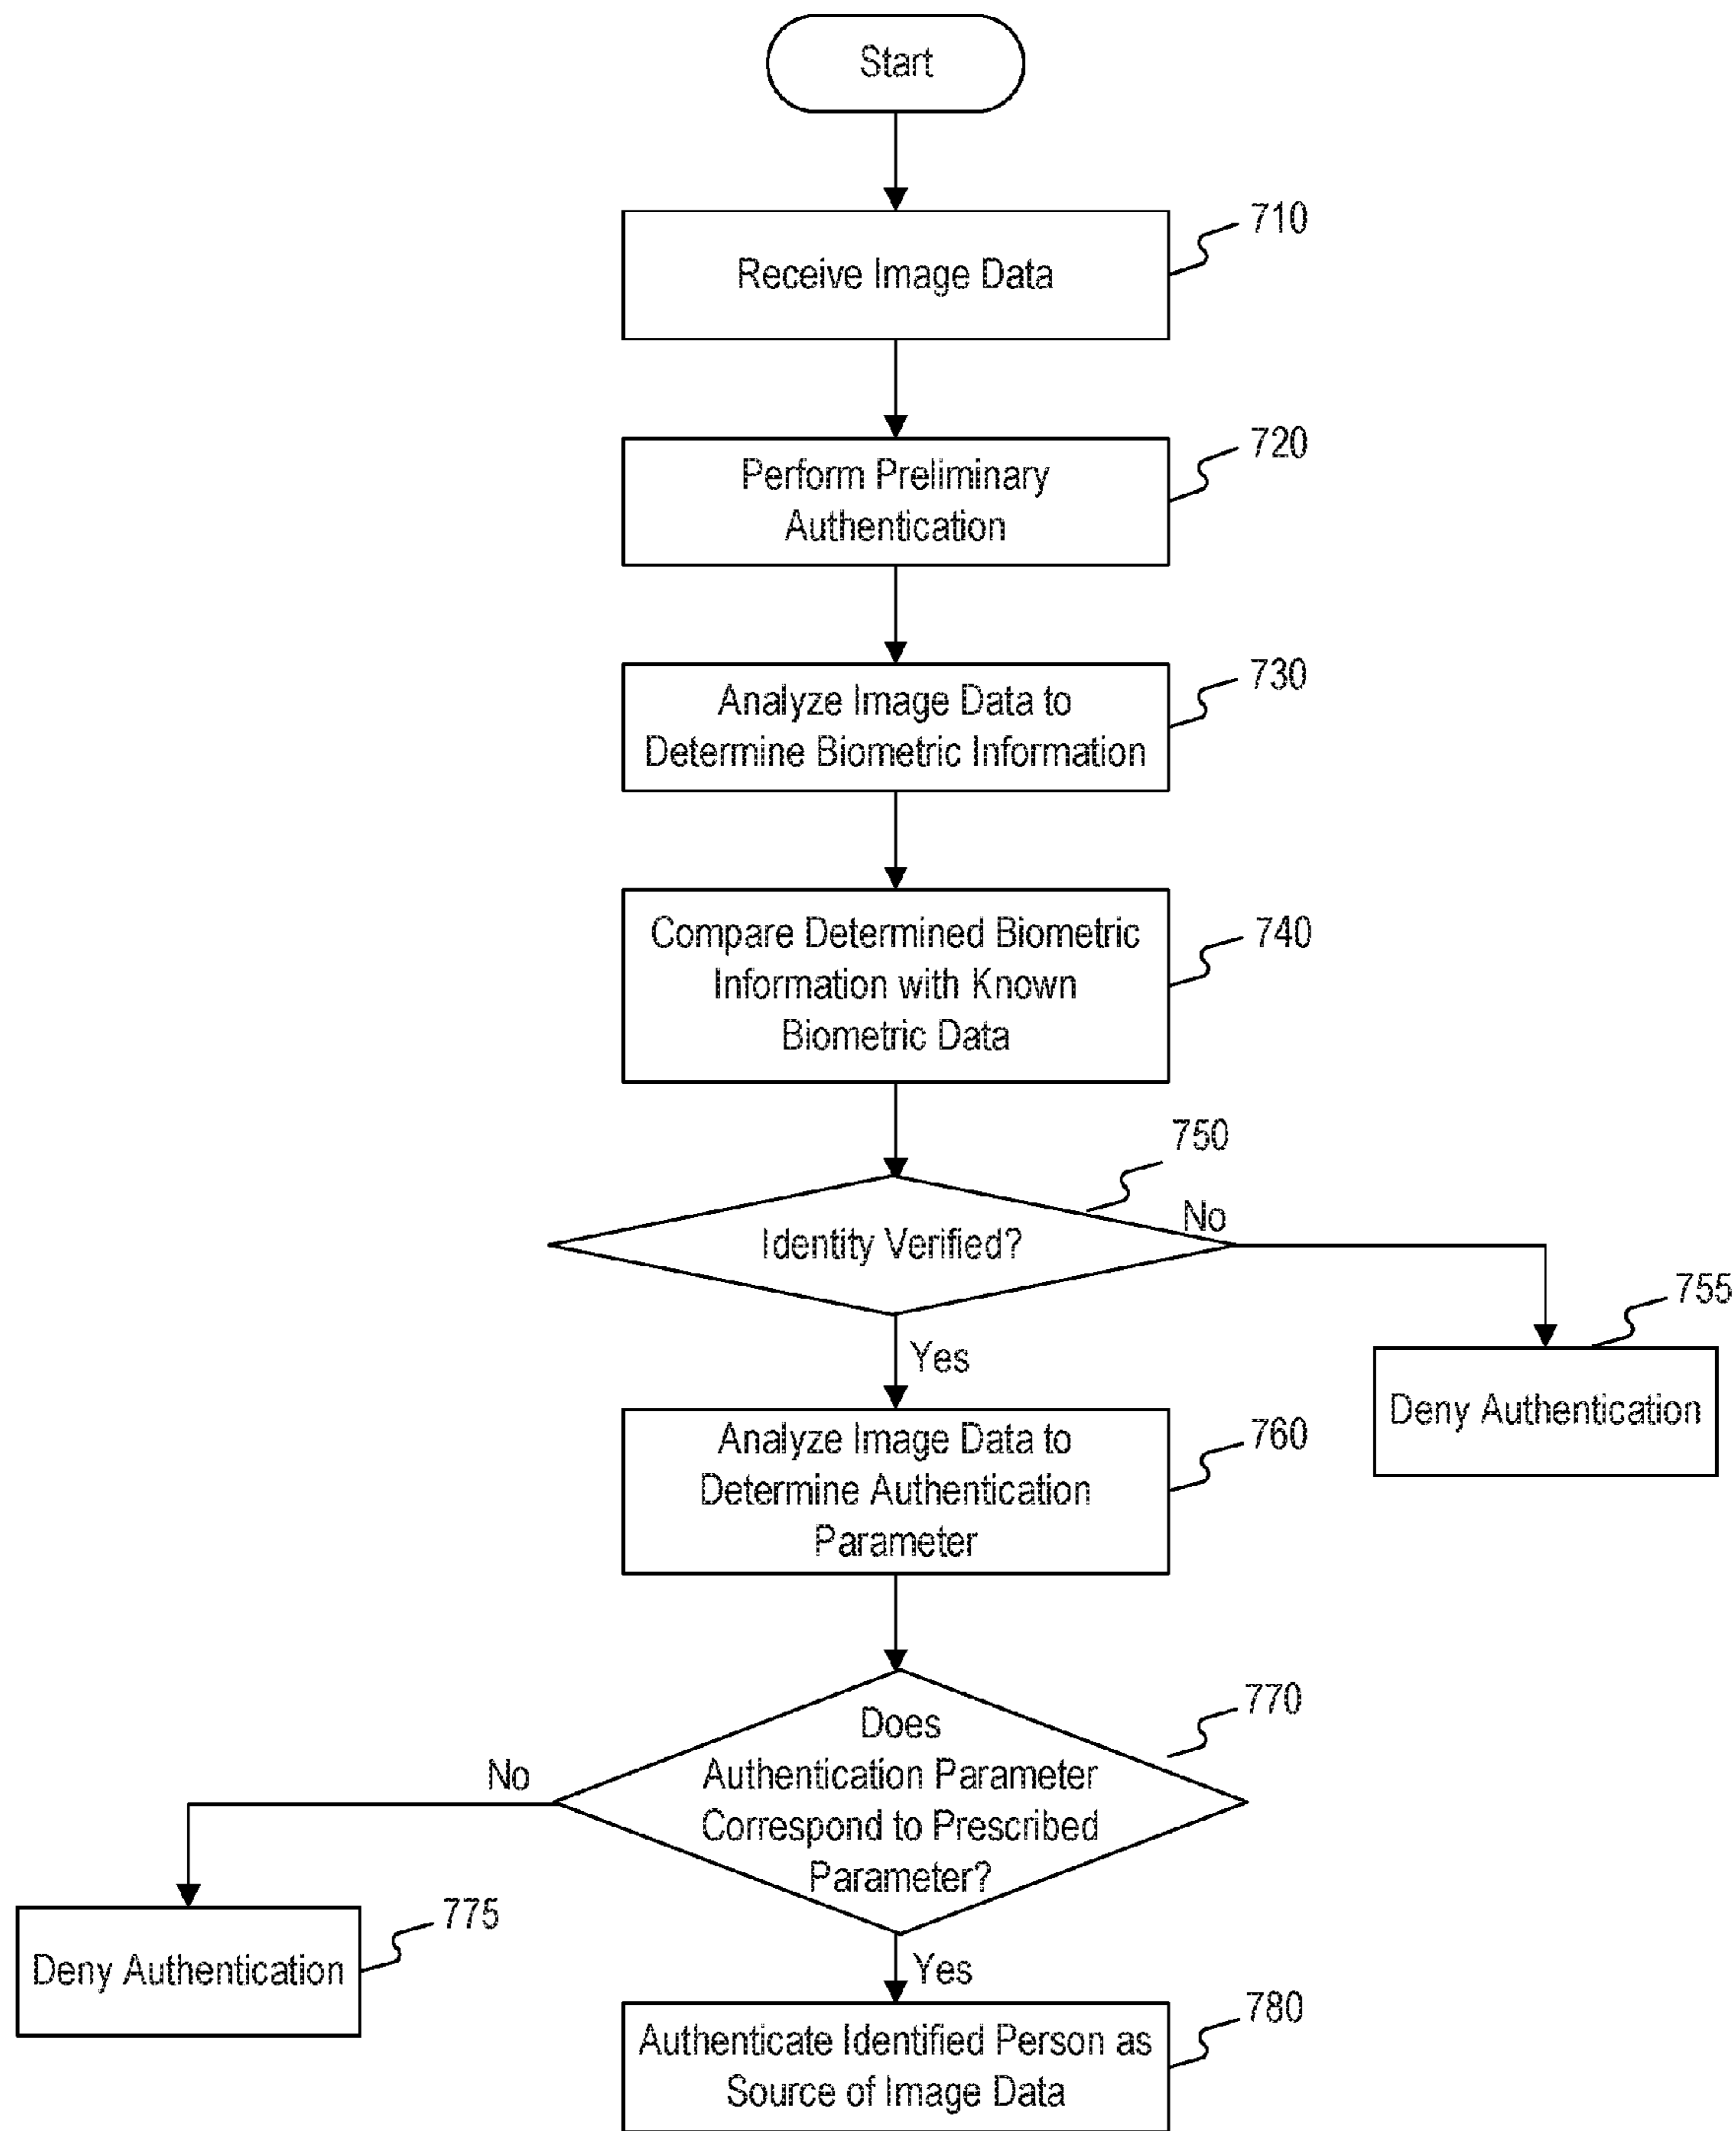 Start
710
Receive Image Data
720
Perform Preliminary
Authentication
730
Analyze Image Data to
Determine Biometric Information
740
Compare Determined Biometric
Information with Known
Biometric Data
750
Identity Verified?
No
755
Deny Authentication
Yes
760
Analyze Image Data to
Determine Authentication
Parameter
770
Does
Authentication Parameter
Correspond to Prescribed
Parameter?
No
775
Deny Authentication
Yes
780
Authenticate Identified Person as
Source of Image Data